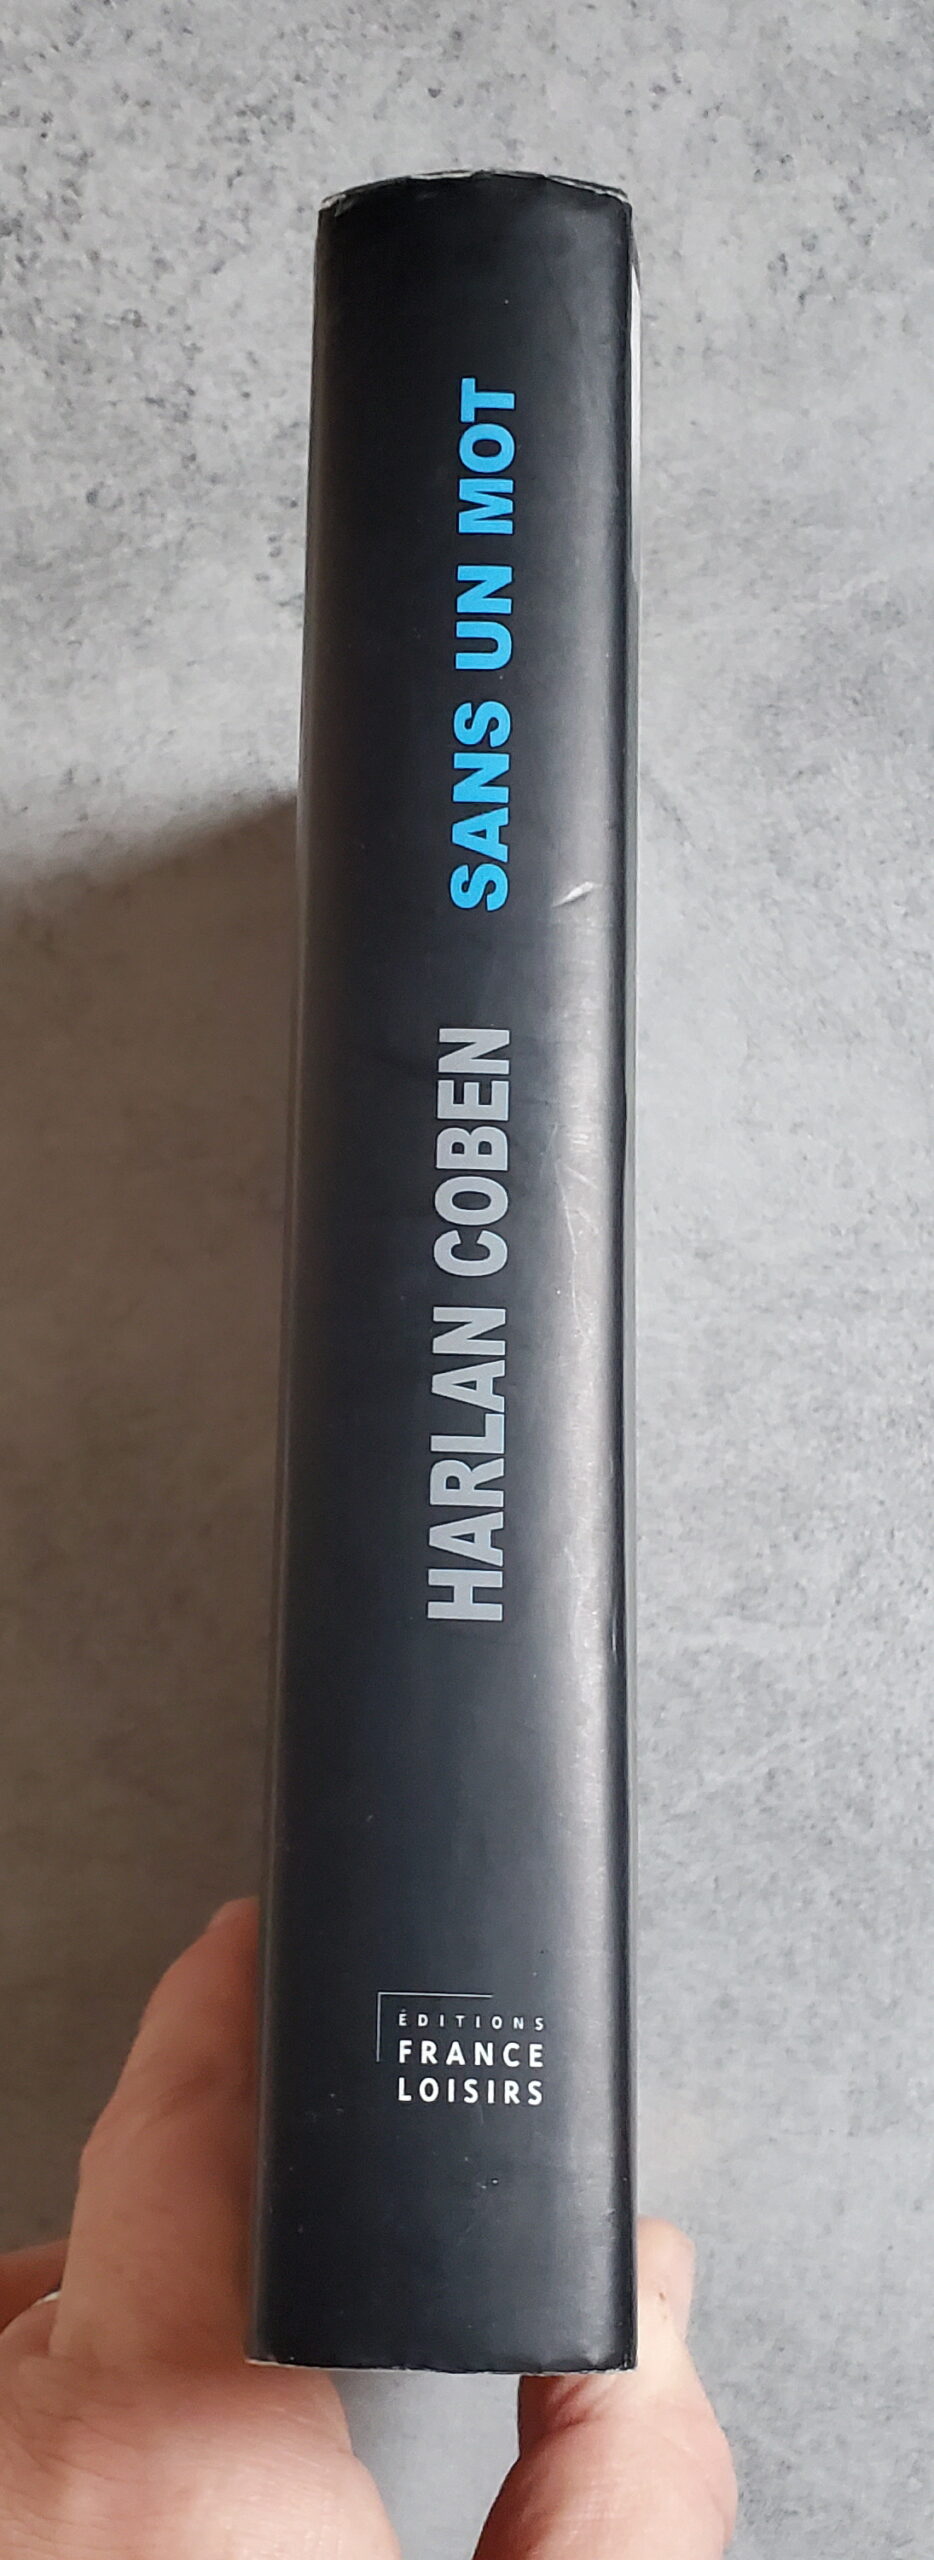 HARLAN COBEN SANS UN MOT
ÉDITIONS
FRANCE
LOISIRS